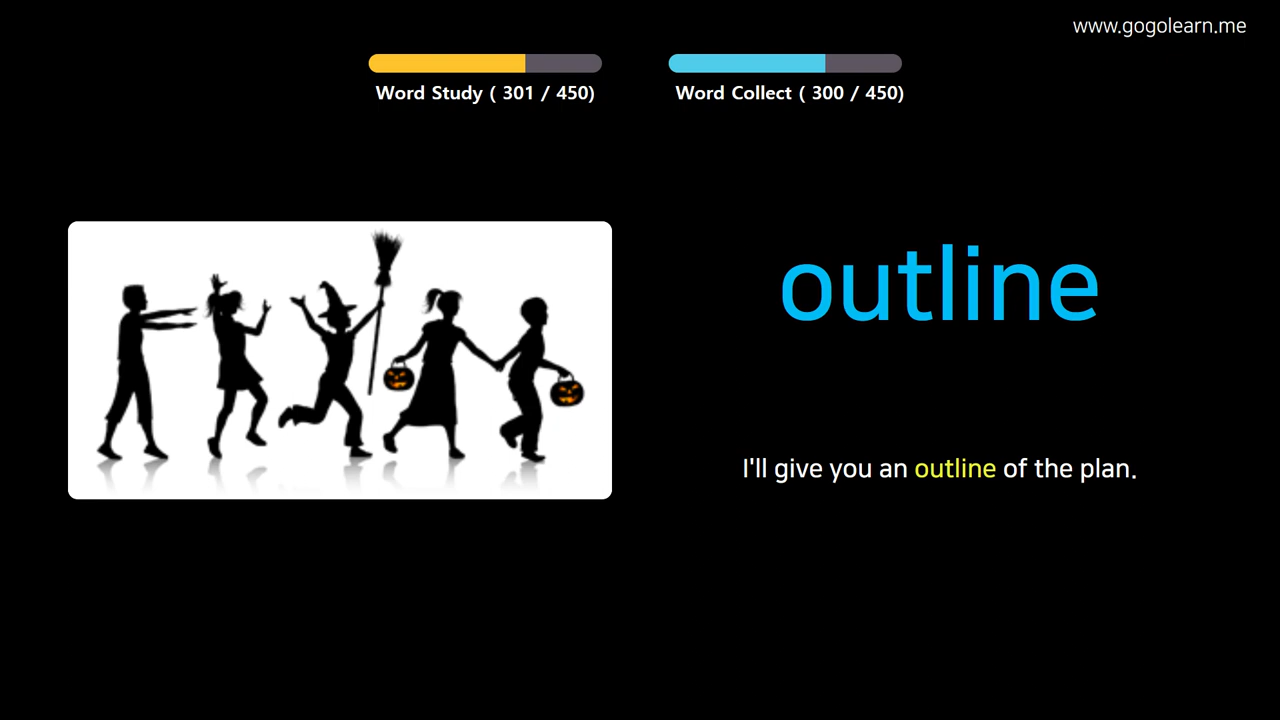 www.gogolearn.me
Word Study ( 301 / 450)
Word Collect ( 300 / 450)
outline
I'll give you an outline of the plan.